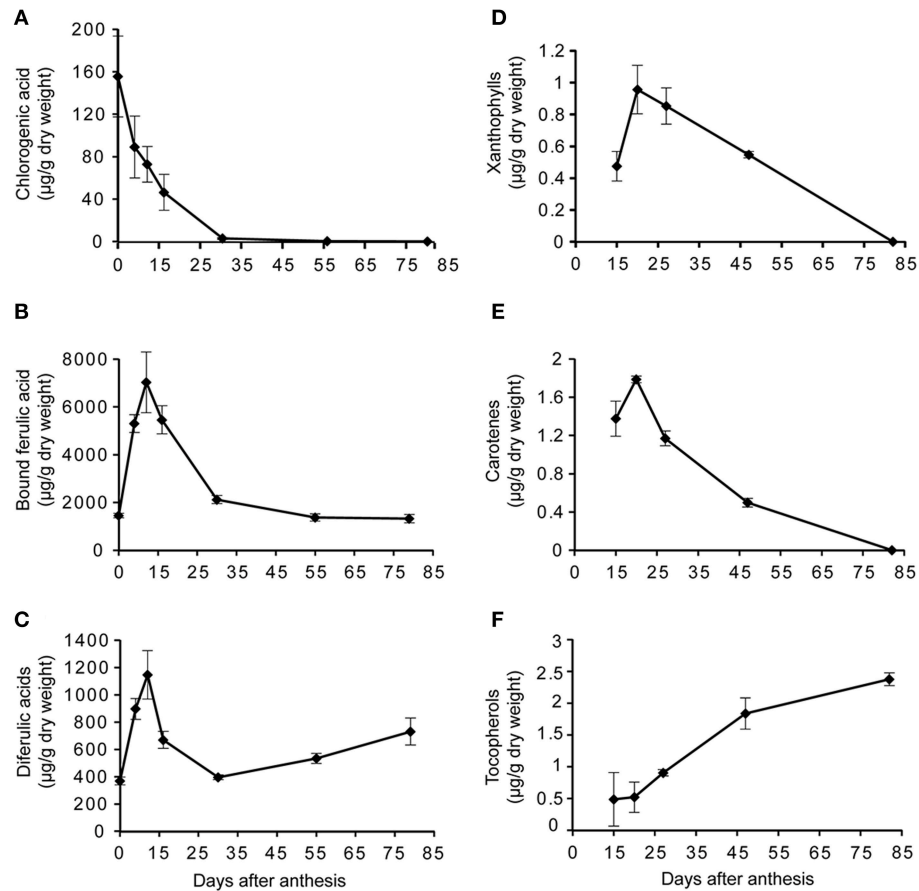 A
Chlorogenic acid
(µg/g dry weight)
200
160
120
80
40
0
0 15 25 35 45 55 65 75 85
B
Bound ferulic acid
(µg/g dry weight)
8000
6000
4000
2000
0
0 15 25 35 45 55 65 75 85
C
Diferulic acids
(µg/g dry weight)
1400
1200
1000
800
600
400
200
0
0 15 25 35 45 55 65 75 85
Days after anthesis
D
Xanthophylls
(µg/g dry weight)
1.2
1
0.8
0.6
0.4
0.2
0
0 15 25 35 45 55 65 75 85
E
Carotenes
(µg/g dry weight)
2
1.6
1.2
0.8
0.4
0
0 15 25 35 45 55 65 75 85
F
Tocopherols
(µg/g dry weight)
3
2.5
2
1.5
1
0.5
0
0 15 25 35 45 55 65 75 85
Days after anthesis